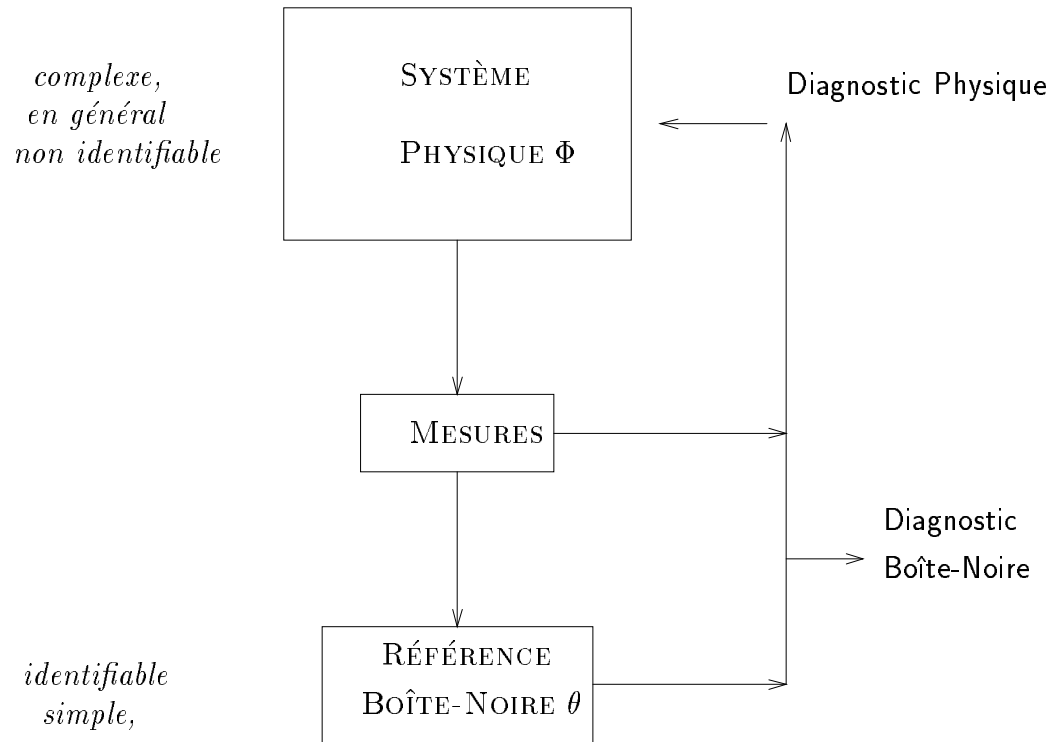 complexe,
en général
non identifiable
SYSTÈME
PHYSIQUE Φ
Diagnostic Physique
MESURES
Diagnostic
Boîte-Noire
identifiable
simple,
RÉFÉRENCE
BOÎTE-NOIRE θ